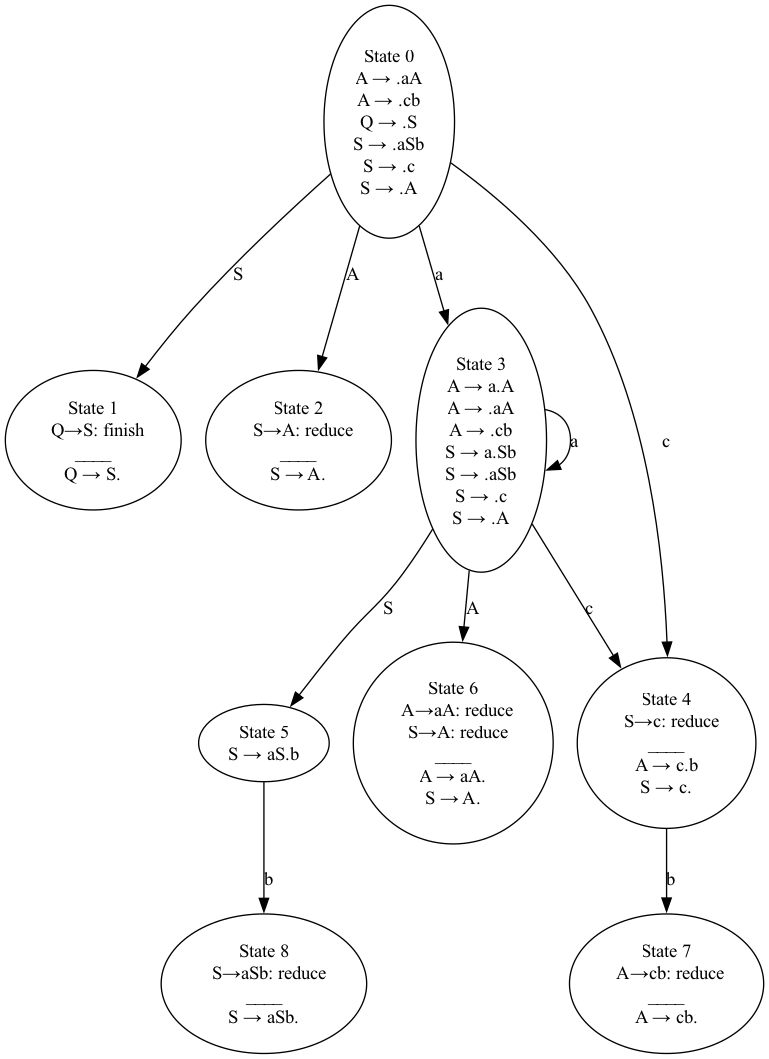 State 0
A → .aA
A → .cb
Q → .S
S → .aSb
S → .c
S → .A
S
A
a
c
State 1
Q→S: finish
____
Q → S.
State 2
S→A: reduce
____
S → A.
State 3
A → a.A
A → .aA
A → .cb
S → a.Sb
S → .aSb
S → .c
S → .A
a
S
A
c
State 5
S → aS.b
State 6
A→aA: reduce
S→A: reduce
____
A → aA.
S → A.
State 4
S→c: reduce
____
A → c.b
S → c.
b
b
State 8
S→aSb: reduce
____
S → aSb.
State 7
A→cb: reduce
____
A → cb.